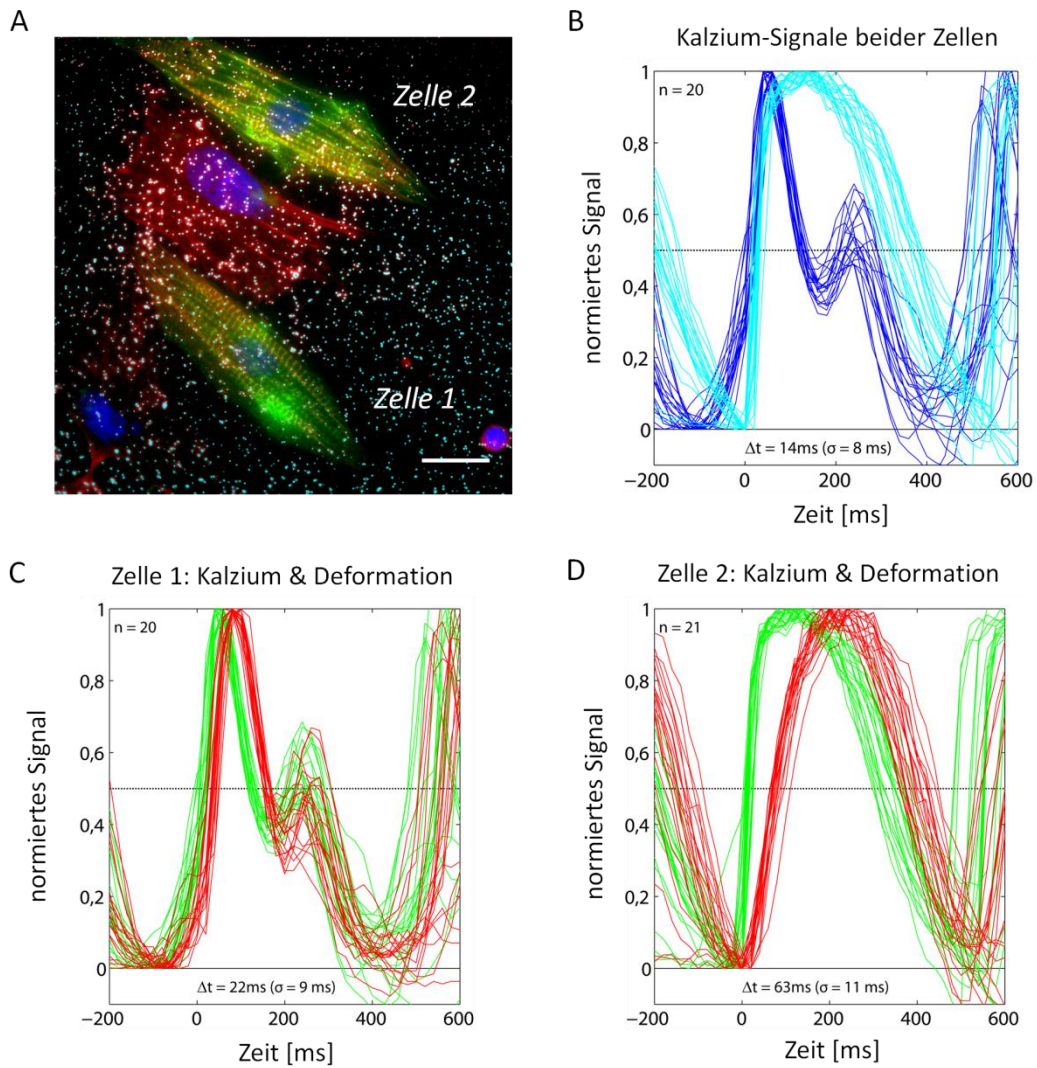 A
Zelle 2
Zelle 1
B
Kalzium-Signale beider Zellen
n = 20
normiertes Signal
1
0,8
0,6
0,4
0,2
0
Δt = 14ms (σ = 8 ms)
−200 0 200 400 600
Zeit [ms]
C
Zelle 1: Kalzium & Deformation
n = 20
normiertes Signal
1
0,8
0,6
0,4
0,2
0
Δt = 22ms (σ = 9 ms)
−200 0 200 400 600
Zeit [ms]
D
Zelle 2: Kalzium & Deformation
n = 21
normiertes Signal
1
0,8
0,6
0,4
0,2
0
Δt = 63ms (σ = 11 ms)
−200 0 200 400 600
Zeit [ms]